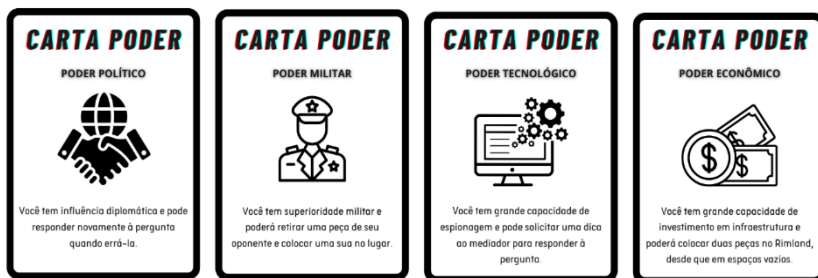 CARTA PODER
PODER POLÍTICO
Você tem influência diplomática e pode
responder novamente à pergunta
quando errá-la.
CARTA PODER
PODER MILITAR
Você tem superioridade militar e
poderá retirar uma peça de seu
oponente e colocar uma sua no lugar.
CARTA PODER
PODER TECNOLÓGICO
Você tem grande capacidade de
espionagem e pode solicitar uma dica
ao mediador para responder à
pergunta.
CARTA PODER
PODER ECONÔMICO
$
$
$
Você tem grande capacidade de
investimento em infraestrutura e
poderá colocar duas peças no Rimland,
desde que em espaços vazios.